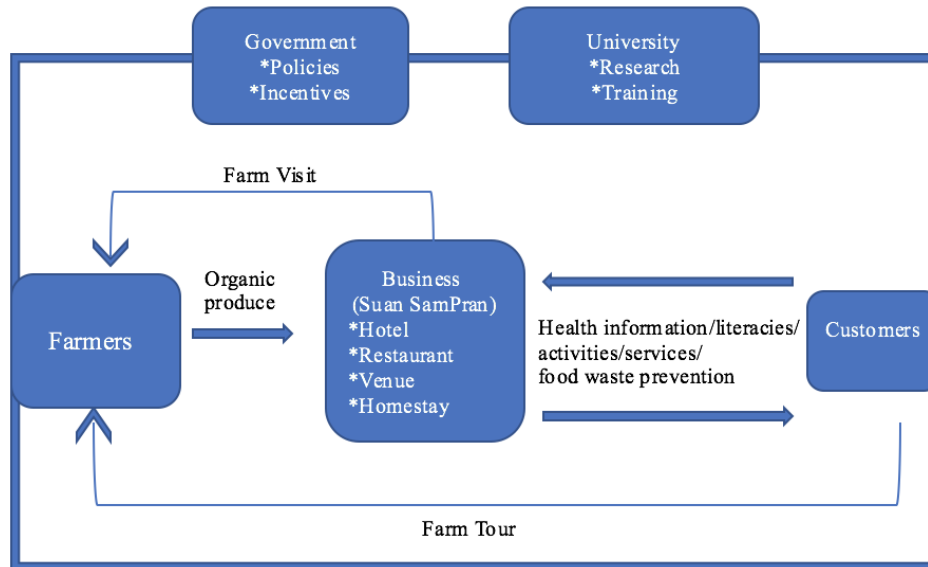 Government
*Policies
*Incentives
University
*Research
*Training
Farm Visit
Farmers
Organic
produce
Business
(Suan SamPran)
*Hotel
*Restaurant
*Venue
*Homestay
Health information/literacies/
activities/services/
food waste prevention
Customers
Farm Tour